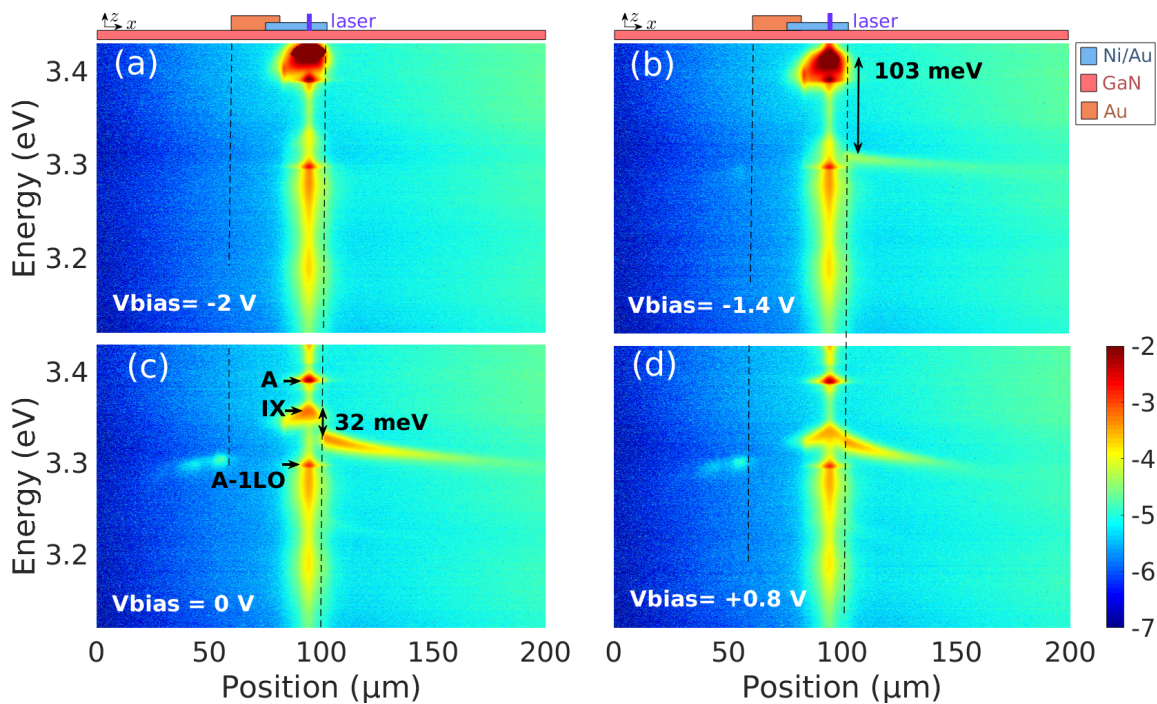 z x laser
z x laser
(a)
Vbias= -2 V
(b)
103 meV
Vbias= -1.4 V
Ni/Au
GaN
Au
3.4
3.3
3.2
Energy (eV)
(c)
A
IX
32 meV
A-1LO
Vbias = 0 V
(d)
Vbias= +0.8 V
3.4
3.3
3.2
Energy (eV)
-2
-3
-4
-5
-6
-7
0 50 100 150 200
Position (μm)
0 50 100 150 200
Position (μm)